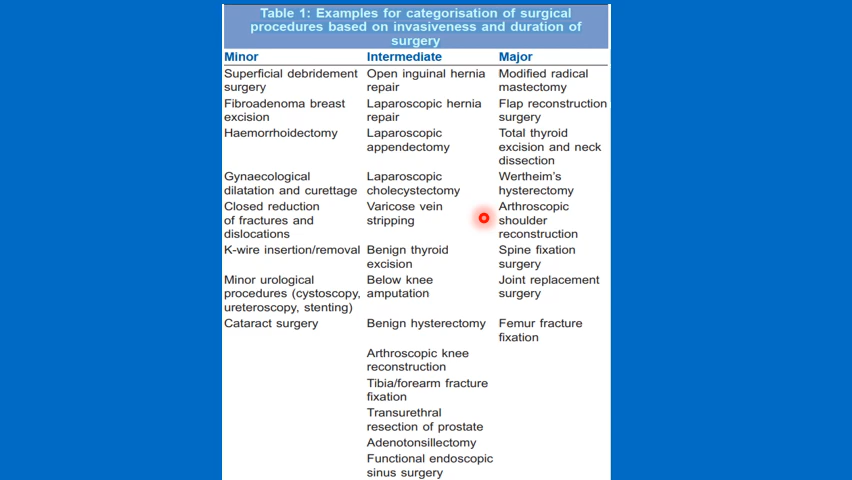 Table 1: Examples for categorisation of surgical
procedures based on invasiveness and duration of
surgery
Minor Intermediate Major
Superficial debridement Open inguinal hernia Modified radical
surgery repair mastectomy
Fibroadenoma breast Laparoscopic hernia Flap reconstruction
excision repair surgery
Haemorrhoidectomy Laparoscopic Total thyroid
appendectomy excision and neck
dissection
Gynaecological Laparoscopic Wertheim's
dilatation and curettage cholecystectomy hysterectomy
Closed reduction Varicose vein Arthroscopic
of fractures and stripping shoulder
dislocations reconstruction
K-wire insertion/removal Benign thyroid Spine fixation
excision surgery
Minor urological Below knee Joint replacement
procedures (cystoscopy, amputation surgery
ureteroscopy, stenting)
Cataract surgery Benign hysterectomy Femur fracture
fixation
Arthroscopic knee
reconstruction
Tibia/forearm fracture
fixation
Transurethral
resection of prostate
Adenotonsillectomy
Functional endoscopic
sinus surgery